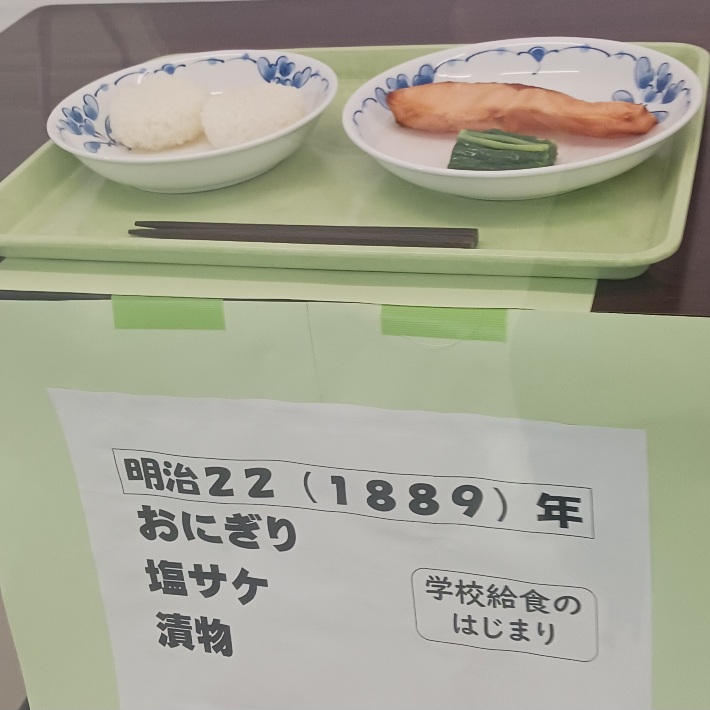 明治２２（１８８９）年
おにぎり
塩サケ
漬物
学校給食の
はじまり